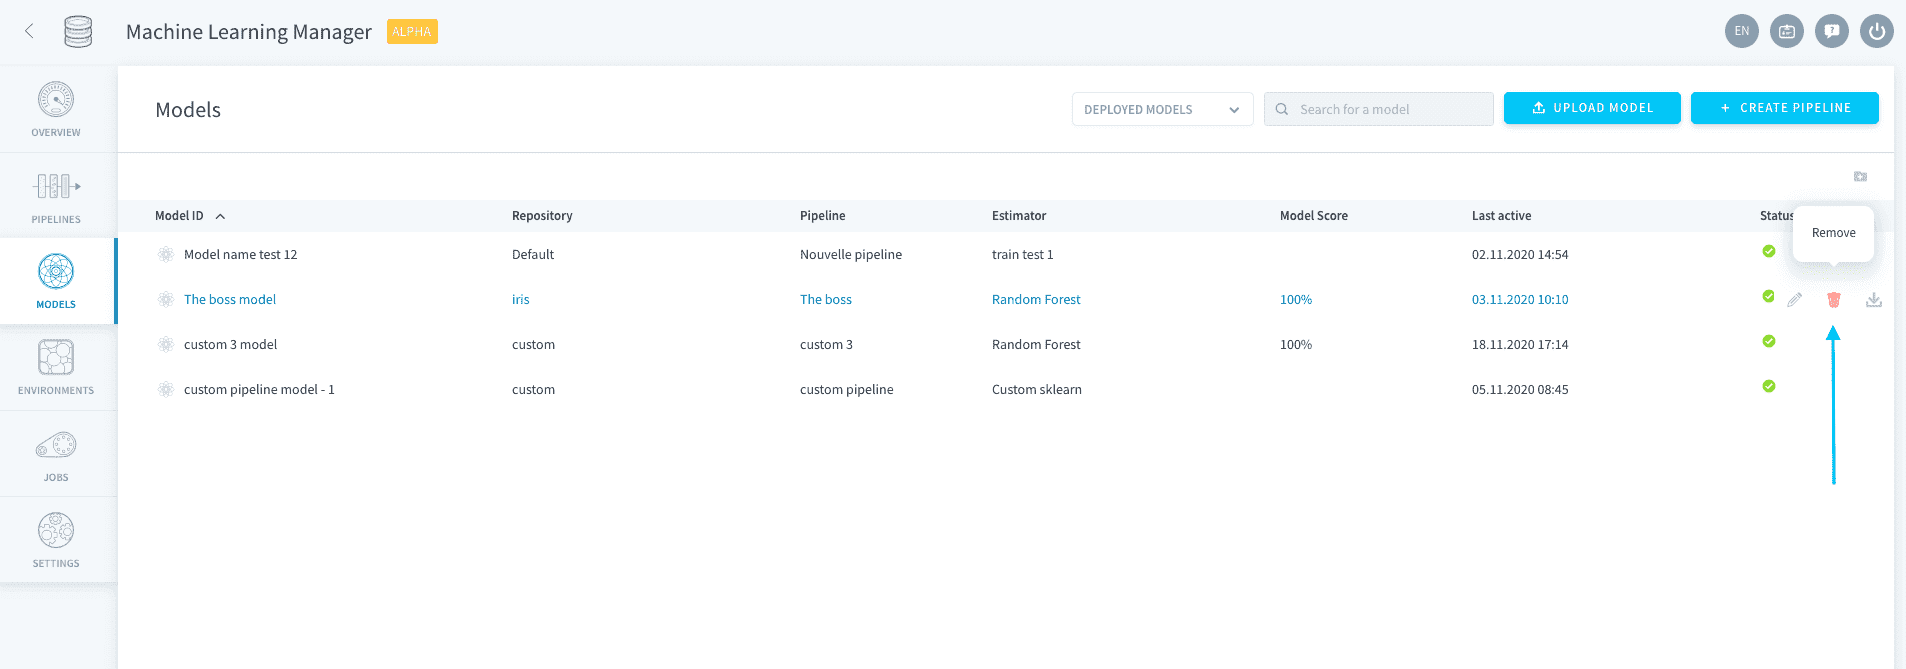 Machine Learning Manager ALPHA EN
OVERVIEW
PIPELINES
MODELS
ENVIRONMENTS
JOBS
SETTINGS
Models DEPLOYED MODELS Search for a model UPLOAD MODEL + CREATE PIPELINE
Model ID Repository Pipeline Estimator Model Score Last active Status
Remove
Model name test 12 Default Nouvelle pipeline train test 1 02.11.2020 14:54
The boss model iris The boss Random Forest 100% 03.11.2020 10:10
custom 3 model custom custom 3 Random Forest 100% 18.11.2020 17:14
custom pipeline model - 1 custom custom pipeline Custom sklearn 05.11.2020 08:45